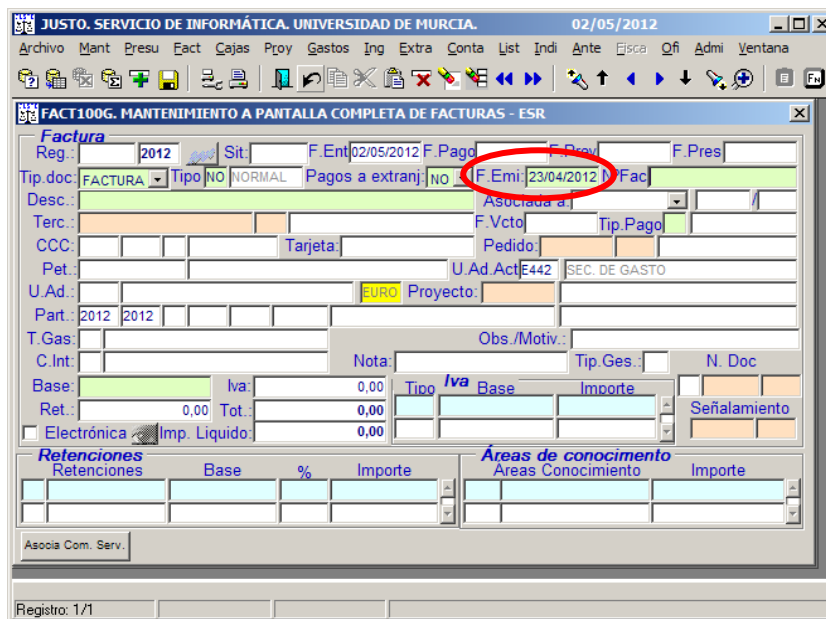 JUSTO. SERVICIO DE INFORMÁTICA. UNIVERSIDAD DE MURCIA. 02/05/2012
Archivo Mant Presu Fact Cajas Proy Gastos Ing Extra Conta List Indi Ante Fisca Ofi Admi Ventana
FACT100G. MANTENIMIENTO A PANTALLA COMPLETA DE FACTURAS - ESR
Factura
Reg.: 2012 Sit: F.Ent 02/05/2012 F.Pago F.Prev F.Pres
Tip.doc: FACTURA Tipo NO NORMAL Pagos a extranj: NO F.Emi: 23/04/2012 NºFac
Desc.: Asociada a: /
Terc.: F.Vcto Tip.Pago
CCC: Tarjeta: Pedido:
Pet.: U.Ad.Act E442 SEC. DE GASTO
U.Ad.: EURO Proyecto:
Part.: 2012 2012
T.Gas: Obs./Motiv.:
C.Int: Nota: Tip.Ges.: N. Doc
Base: Iva: 0,00 Tipo Iva Base Importe
Ret.: 0,00 Tot.: 0,00 Señalamiento
Electrónica Imp. Liquido: 0,00
Retenciones Áreas de conocimento
Retenciones Base % Importe Áreas Conocimiento Importe
Asocia Com. Serv.
Registro: 1/1